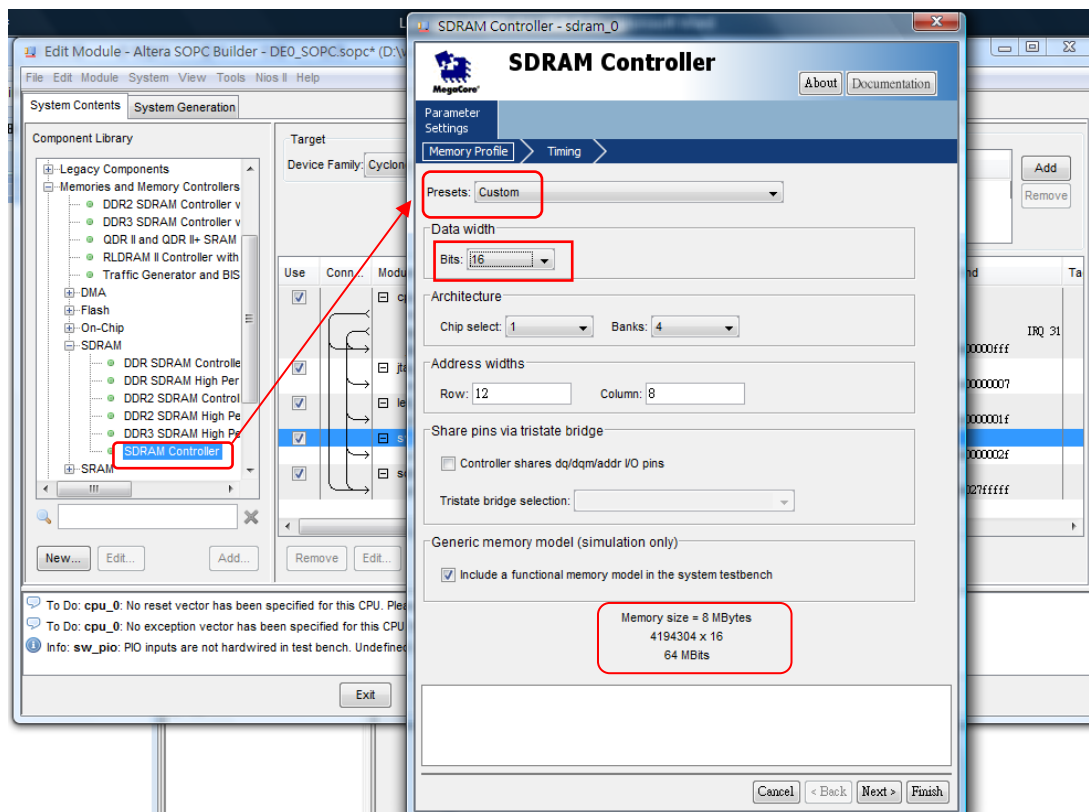 SDRAM Controller - sdram_0
Edit Module - Altera SOPC Builder - DE0_SOPC.sopc* (D:\
File Edit Module System View Tools Nios II Help
System Contents
System Generation
Component Library
Legacy Components
Memories and Memory Controllers
DDR2 SDRAM Controller
DDR3 SDRAM Controller
QDR II and QDR II+ SRAM
RLDRAM II Controller with
Traffic Generator and BIS
DMA
Flash
On-Chip
SDRAM
DDR SDRAM Controlle
DDR SDRAM High Per
DDR2 SDRAM Control
DDR2 SDRAM High Pe
DDR3 SDRAM High Pe
SDRAM Controller
SRAM
New...
Edit...
Add...
Target
Device Family: Cyclon
Use Conn... Modu
Remove
Edit...
Add
Remove
IRQ 31
0000fff
0000007
000001f
000002f
027fffff
To Do: cpu_0: No reset vector has been specified for this CPU. Plea
To Do: cpu_0: No exception vector has been specified for this CPU
Info: sw_pio: PIO inputs are not hardwired in test bench. Undefined
Exit
MegaCore®
SDRAM Controller
About
Documentation
Parameter
Settings
Memory Profile
Timing
Presets: Custom
Data width
Bits: 16
Architecture
Chip select: 1 Banks: 4
Address widths
Row: 12 Column: 8
Share pins via tristate bridge
Controller shares dq/dqm/addr I/O pins
Tristate bridge selection:
Generic memory model (simulation only)
Include a functional memory model in the system testbench
Memory size = 8 MBytes
4194304 x 16
64 MBits
Cancel
< Back
Next >
Finish